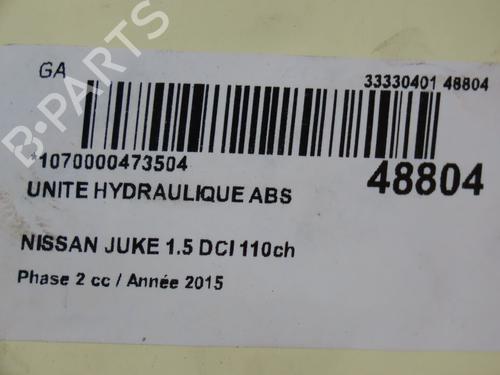 GA
33330401 48804
*1070000473504
48804
UNITE HYDRAULIQUE ABS
NISSAN JUKE 1.5 DCI 110ch
Phase 2 cc / Année 2015
B-PARTS